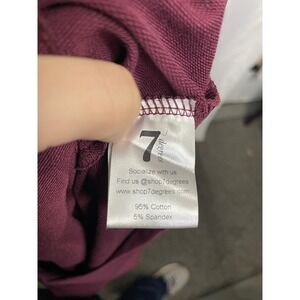 7
degrees
Socialize with us
Find us @shop7degrees
www.shop7degrees.com
95% Cotton
5% Spandex